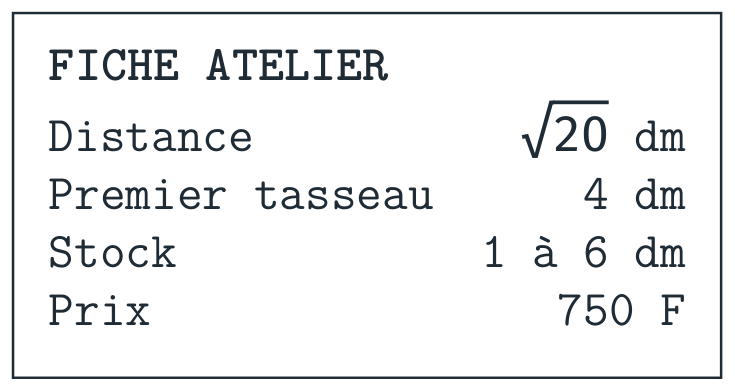 FICHE ATELIER
Distance √20 dm
Premier tasseau 4 dm
Stock 1 à 6 dm
Prix 750 F